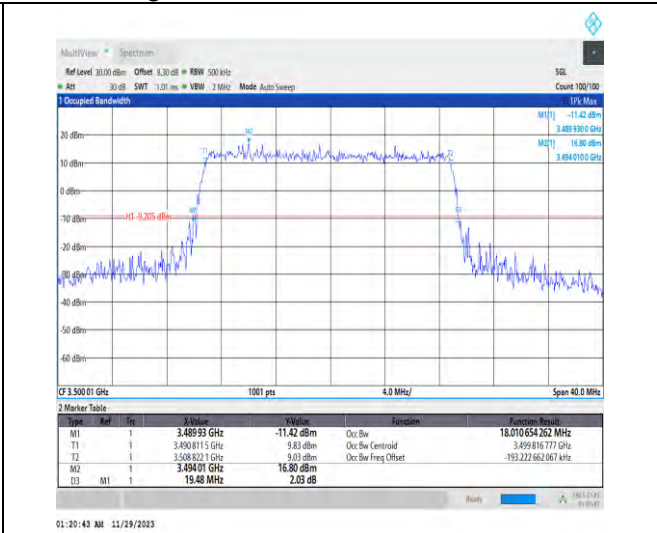 MultiView Spectrum
Ref Level 30.00 dBm Offset 8.30 dB RBW 500 kHz SGL
Att 30 dB SWT 1.01 ms VBW 2 MHz Mode Auto Sweep Count 100/100
1 Occupied Bandwidth 1Pk Max
M1[1] -11.42 dBm
3.489 930 0 GHz
M2[1] 16.80 dBm
3.494 010 0 GHz
20 dBm
M2
T1 T2
10 dBm
0 dBm
M1 D3
-10 dBm H1 -9.205 dBm
-20 dBm
-30 dBm
-40 dBm
-50 dBm
-60 dBm
CF 3.500 01 GHz 1001 pts 4.0 MHz/ Span 40.0 MHz
2 Marker Table
Type Ref Trc X-Value Y-Value Function Function Result
M1 1 3.489 93 GHz -11.42 dBm Occ Bw 18.010 654 262 MHz
T1 1 3.490 811 5 GHz 9.83 dBm Occ Bw Centroid 3.499 816 777 GHz
T2 1 3.508 822 1 GHz 9.03 dBm Occ Bw Freq Offset -193.222 662 067 kHz
M2 1 3.494 01 GHz 16.80 dBm
D3 M1 1 19.48 MHz 2.03 dB
Ready
01:20:43 AM 11/29/2023